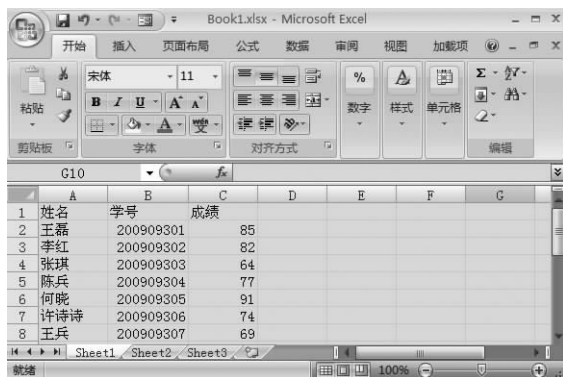 Book1.xlsx - Microsoft Excel
开始 插入 页面布局 公式 数据 审阅 视图 加载项
宋体 11
粘贴 B I U A A % 数字 A 样式 单元格 Σ
A 变 wén
剪贴板 字体 对齐方式 编辑
G10 fx
A B C D E F G
1 姓名 学号 成绩
2 王磊 200909301 85
3 李红 200909302 82
4 张琪 200909303 64
5 陈兵 200909304 77
6 何晓 200909305 91
7 许诗诗 200909306 74
8 王兵 200909307 69
Sheet1 Sheet2 Sheet3
就绪 100%